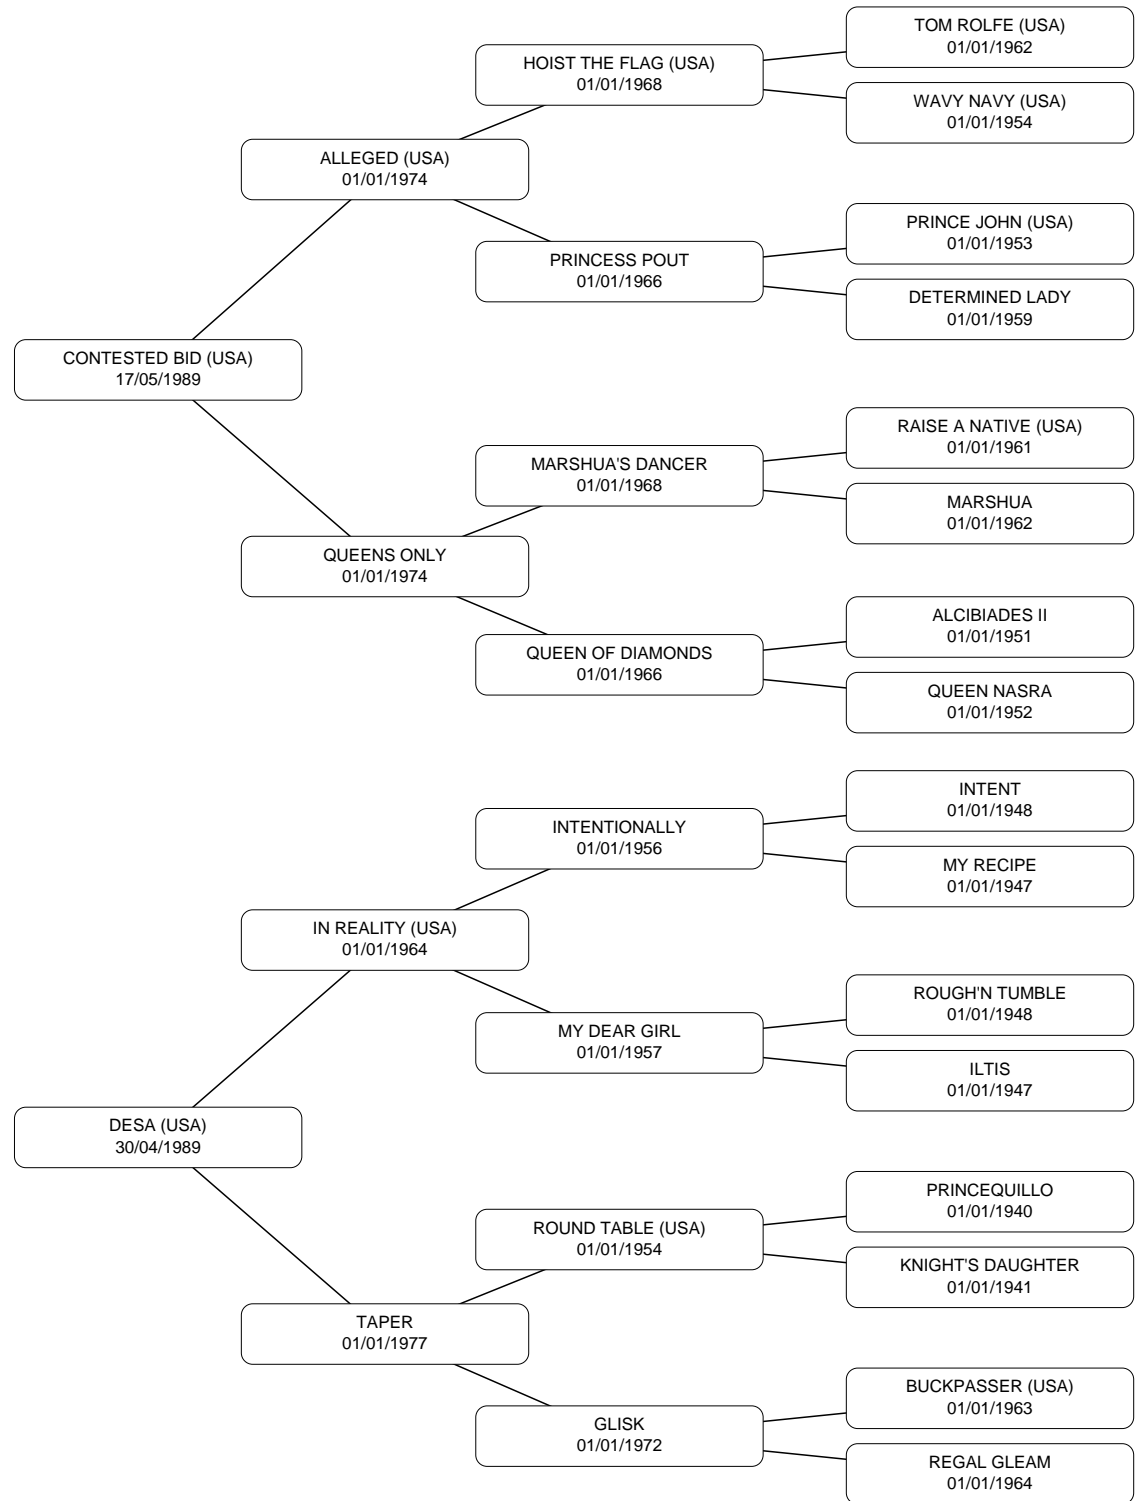 TOM ROLFE (USA)
01/01/1962
HOIST THE FLAG (USA)
01/01/1968
WAVY NAVY (USA)
01/01/1954
ALLEGED (USA)
01/01/1974
PRINCE JOHN (USA)
01/01/1953
PRINCESS POUT
01/01/1966
DETERMINED LADY
01/01/1959
CONTESTED BID (USA)
17/05/1989
RAISE A NATIVE (USA)
01/01/1961
MARSHUA'S DANCER
01/01/1968
MARSHUA
01/01/1962
QUEENS ONLY
01/01/1974
ALCIBIADES II
01/01/1951
QUEEN OF DIAMONDS
01/01/1966
QUEEN NASRA
01/01/1952
INTENT
01/01/1948
INTENTIONALLY
01/01/1956
MY RECIPE
01/01/1947
IN REALITY (USA)
01/01/1964
ROUGH'N TUMBLE
01/01/1948
MY DEAR GIRL
01/01/1957
ILTIS
01/01/1947
DESA (USA)
30/04/1989
PRINCEQUILLO
01/01/1940
ROUND TABLE (USA)
01/01/1954
KNIGHT'S DAUGHTER
01/01/1941
TAPER
01/01/1977
BUCKPASSER (USA)
01/01/1963
GLISK
01/01/1972
REGAL GLEAM
01/01/1964